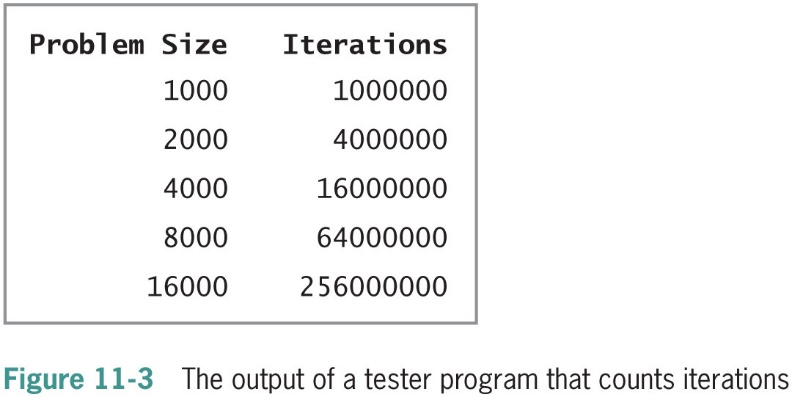 Problem Size Iterations
1000 1000000
2000 4000000
4000 16000000
8000 64000000
16000 256000000
Figure 11-3 The output of a tester program that counts iterations